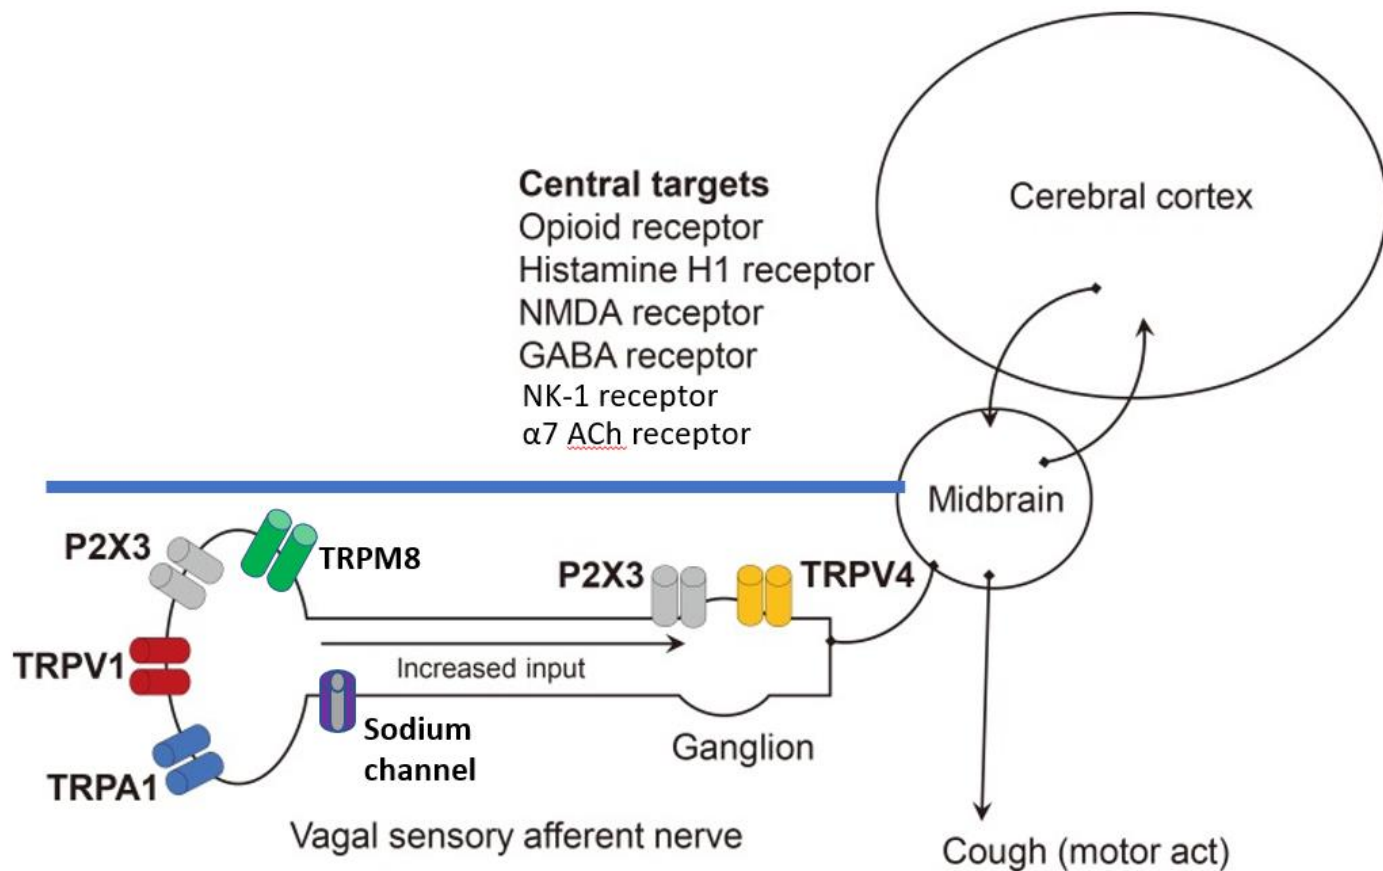 Central targets
Opioid receptor
Histamine H1 receptor
NMDA receptor
GABA receptor
NK-1 receptor
α7 ACh receptor
Cerebral cortex
Midbrain
P2X3
TRPM8
P2X3
TRPV4
TRPV1
Increased input
Sodium
channel
Ganglion
TRPA1
Vagal sensory afferent nerve
Cough (motor act)